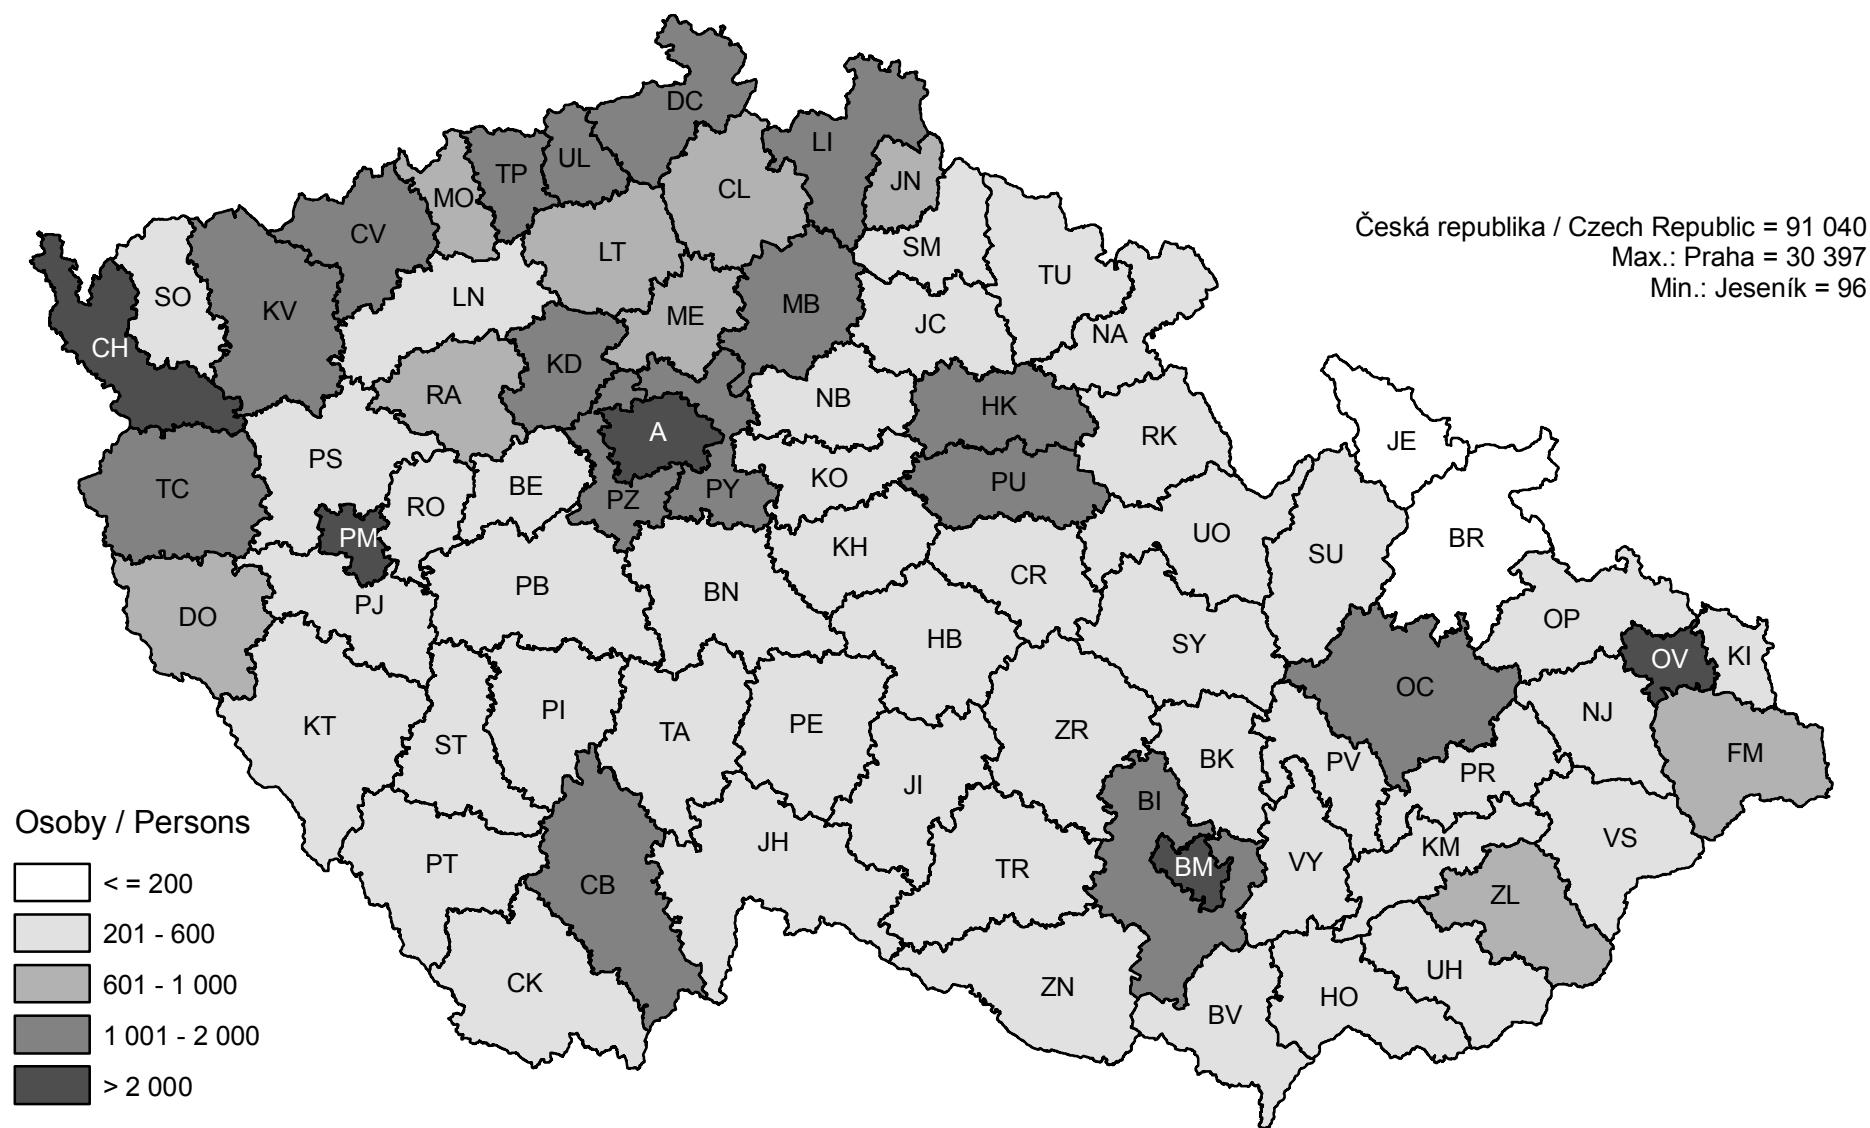 DC
LI
UL
TP
CL
JN
MO
CV
LT
SM
Česká republika / Czech Republic = 91 040
Max.: Praha = 30 397
Min.: Jeseník = 96
TU
SO
LN
KV
MB
ME
JC
NA
CH
KD
RA
NB
HK
A
RK
JE
PS
KO
PU
TC
BE
PZ
PY
RO
PM
UO
BR
KH
SU
CR
PB
BN
PJ
DO
OP
HB
SY
KI
OV
OC
PI
NJ
KT
PE
TA
ZR
ST
FM
BK
PV
PR
JI
BI
Osoby / Persons
VS
JH
KM
PT
VY
BM
TR
< = 200
CB
ZL
201 - 600
UH
CK
601 - 1 000
ZN
HO
BV
1 001 - 2 000
> 2 000